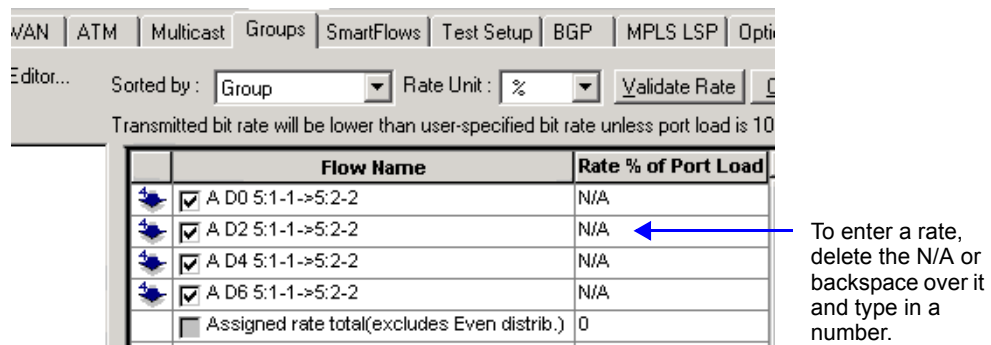 ATM Multicast Groups SmartFlows Test Setup BGP MPLS LSP
Editor... Sorted by : Group Rate Unit : % Validate Rate
Transmitted bit rate will be lower than user-specified bit rate unless port load is 10
Flow Name Rate % of Port Load
A D0 5:1-1->5:2-2 N/A
A D2 5:1-1->5:2-2 N/A
A D4 5:1-1->5:2-2 N/A
A D6 5:1-1->5:2-2 N/A
Assigned rate total(excludes Even distrib.) 0
To enter a rate,
delete the N/A or
backspace over it
and type in a
number.